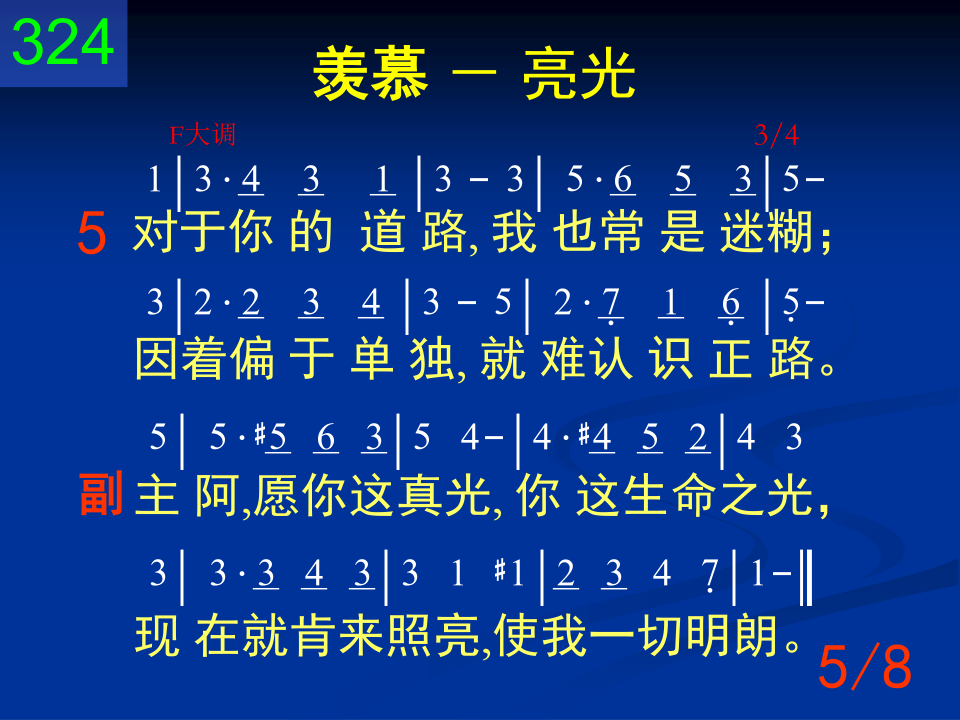 324
羡慕 － 亮光
F大调 3/4
1|3·4 3 1|3 - 3|5·6 5 3|5-
5 对于你的道路,我也常是迷糊；
3|2·2 3 4|3 - 5|2·7̣ 1 6̣|5̣-
因着偏于单独,就难认识正路。
5|5·#5 6 3|5 4-|4·#4 5 2|4 3
副 主阿,愿你这真光,你这生命之光，
3|3·3 4 3|3 1 #1|2 3 4 7̣|1-‖
现在就肯来照亮,使我一切明朗。
5/8